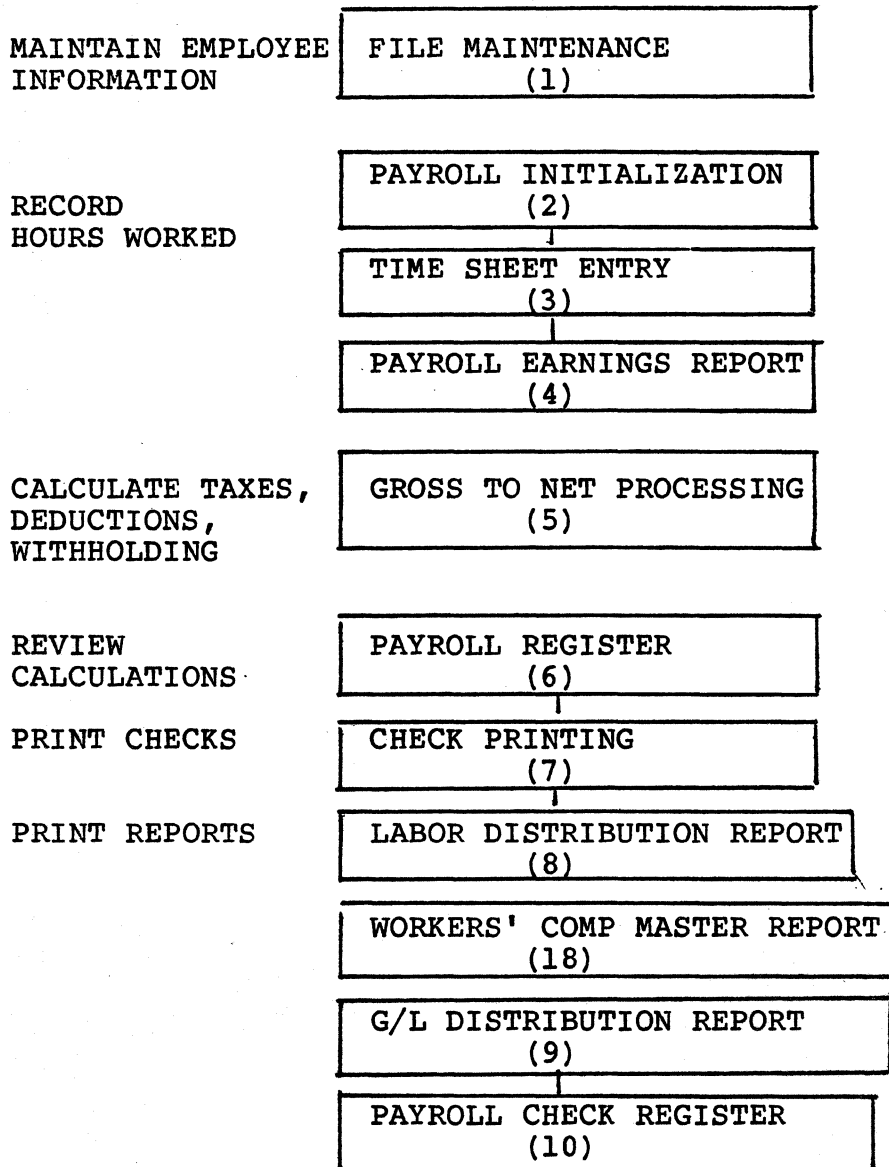 MAINTAIN EMPLOYEE
INFORMATION
FILE MAINTENANCE
(1)
RECORD
HOURS WORKED
PAYROLL INITIALIZATION
(2)
TIME SHEET ENTRY
(3)
PAYROLL EARNINGS REPORT
(4)
CALCULATE TAXES,
DEDUCTIONS,
WITHHOLDING
GROSS TO NET PROCESSING
(5)
REVIEW
CALCULATIONS
PAYROLL REGISTER
(6)
PRINT CHECKS
CHECK PRINTING
(7)
PRINT REPORTS
LABOR DISTRIBUTION REPORT
(8)
WORKERS' COMP MASTER REPORT
(18)
G/L DISTRIBUTION REPORT
(9)
PAYROLL CHECK REGISTER
(10)